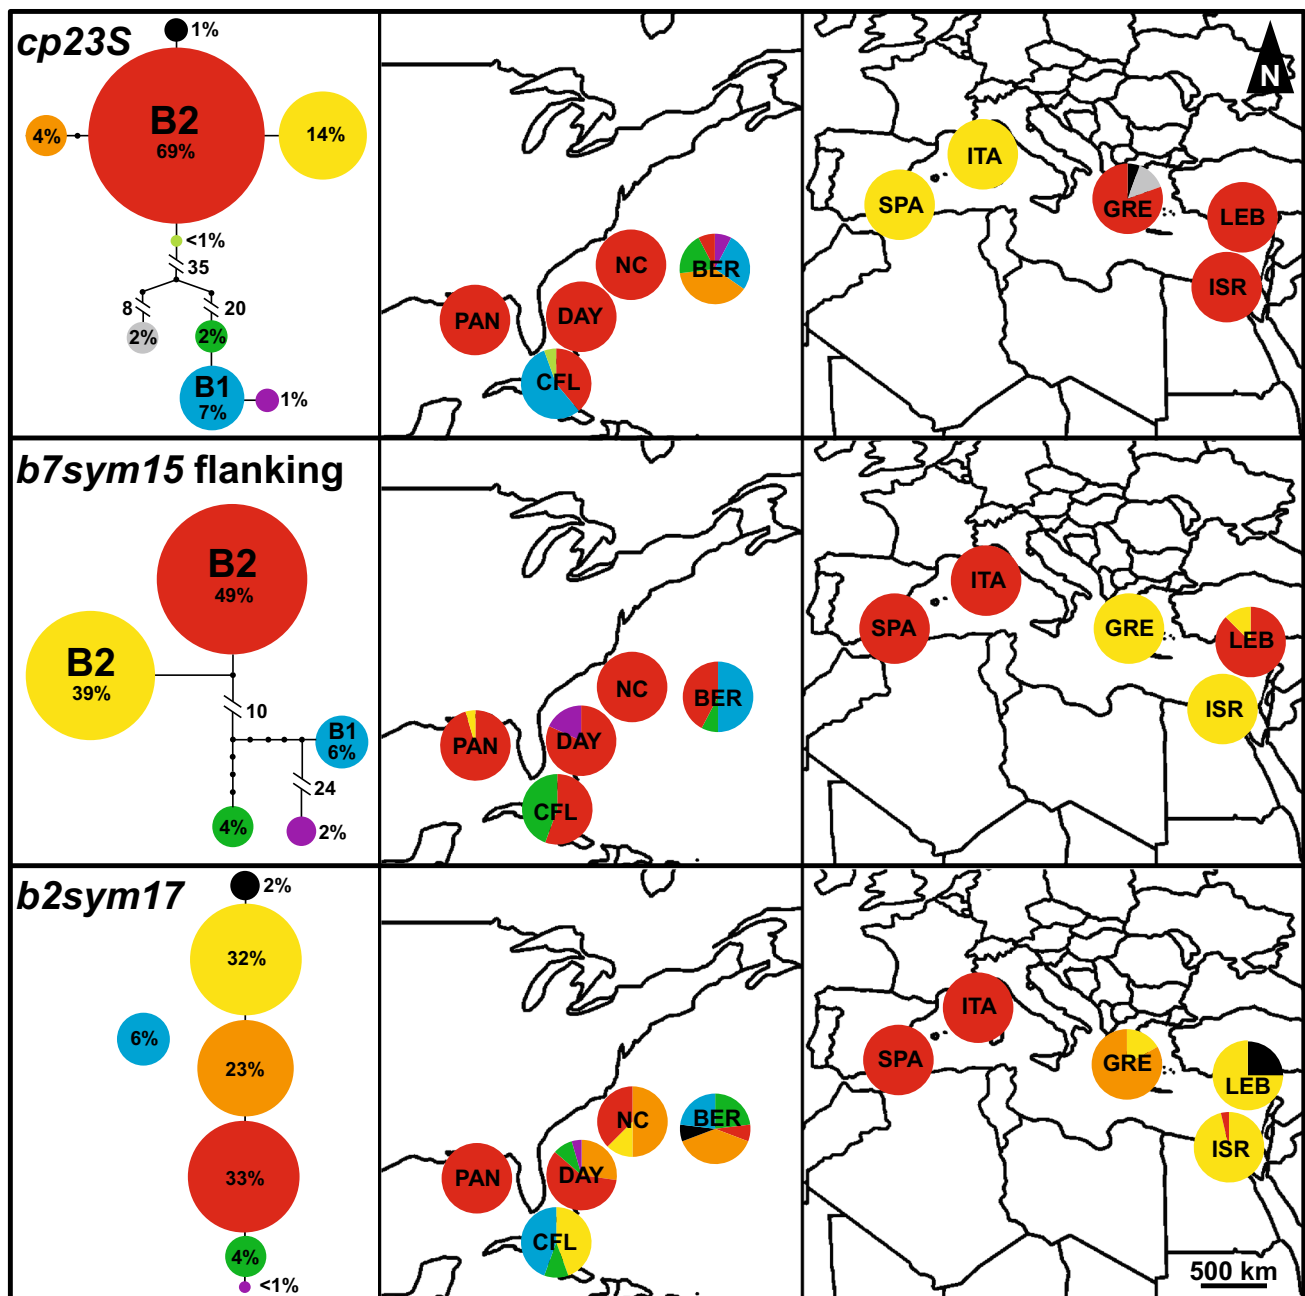 cp23S
1%
B2
69%
4%
14%
<1%
35
8
20
2%
2%
B1
7%
1%
PAN
DAY
NC
BER
CFL
N
ITA
SPA
GRE
LEB
ISR
b7sym15 flanking
B2
49%
B2
39%
10
B1
6%
24
4%
2%
NC
BER
PAN
DAY
CFL
ITA
SPA
GRE
LEB
ISR
b2sym17
2%
32%
6%
23%
33%
4%
<1%
NC
BER
PAN
DAY
CFL
ITA
SPA
GRE
LEB
ISR
500 km